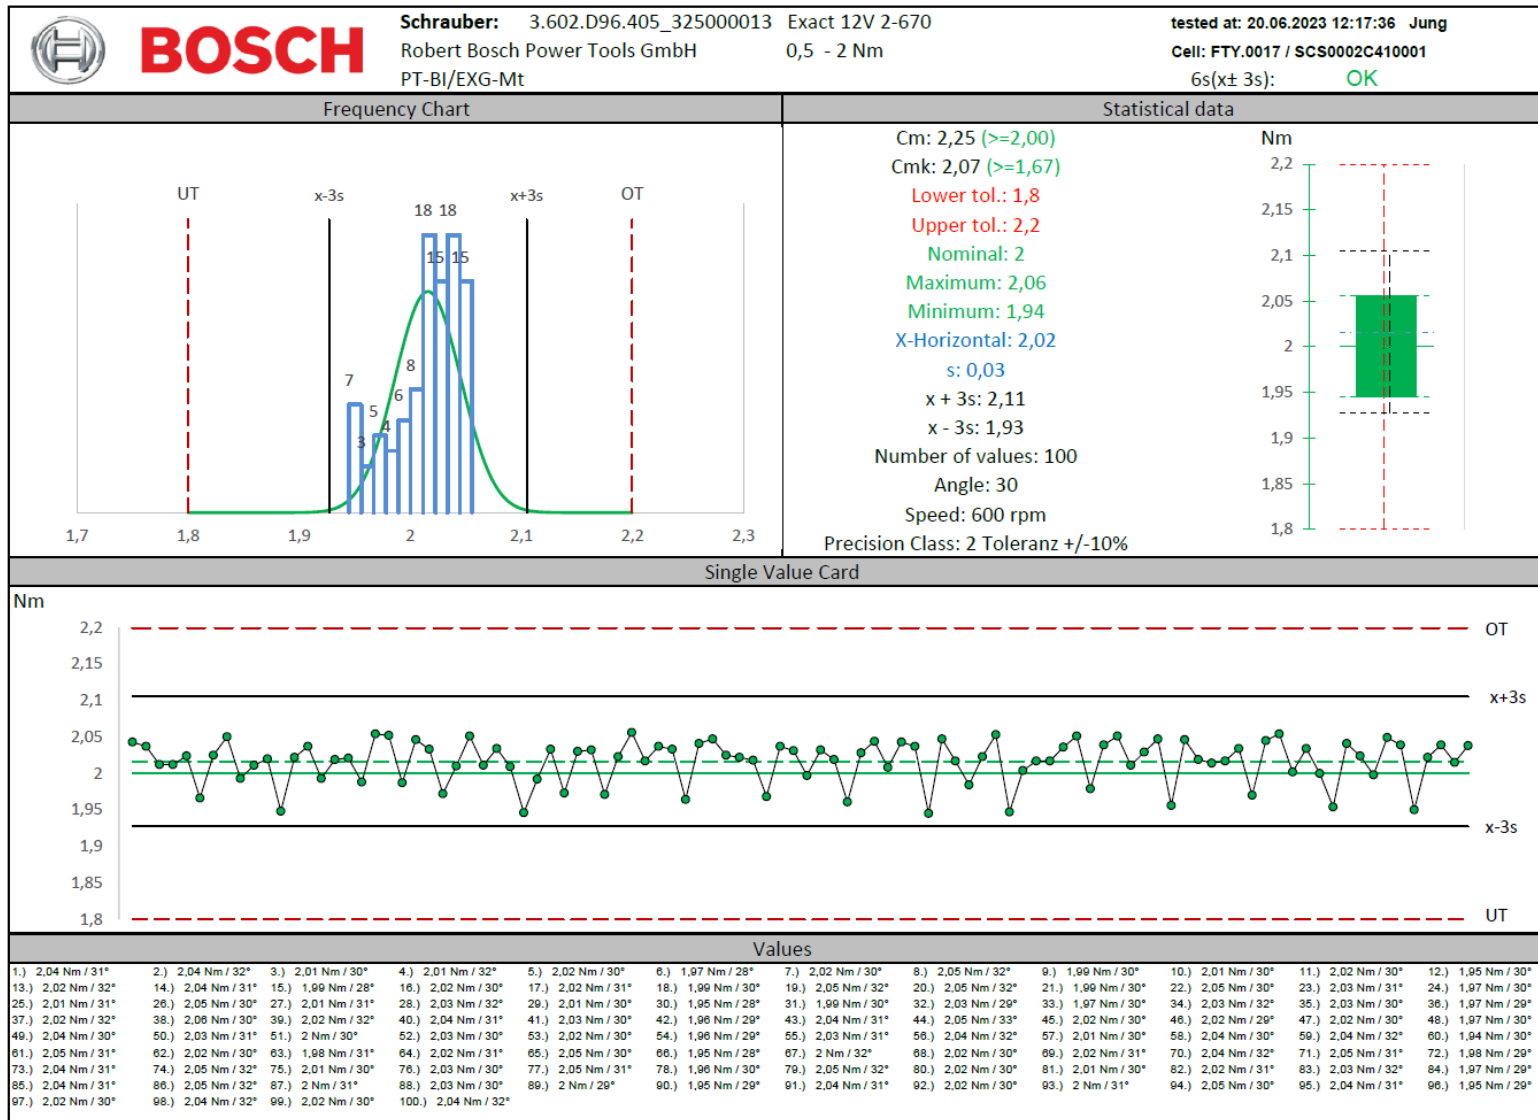 BOSCH
Schrauber: 3.602.D96.405_325000013 Exact 12V 2-670
Robert Bosch Power Tools GmbH 0,5 - 2 Nm
PT-BI/EXG-Mt
tested at: 20.06.2023 12:17:36 Jung
Cell: FTY.0017 / SCS0002C410001
6s(x± 3s): OK
Frequency Chart
UT x-3s x+3s OT
18 18
15 15
8
7
6
5
4
3
1,7 1,8 1,9 2 2,1 2,2 2,3
Statistical data
Cm: 2,25 (>=2,00)
Cmk: 2,07 (>=1,67)
Lower tol.: 1,8
Upper tol.: 2,2
Nominal: 2
Maximum: 2,06
Minimum: 1,94
X-Horizontal: 2,02
s: 0,03
x + 3s: 2,11
x - 3s: 1,93
Number of values: 100
Angle: 30
Speed: 600 rpm
Precision Class: 2 Toleranz +/-10%
Nm
2,2
2,15
2,1
2,05
2
1,95
1,9
1,85
1,8
Single Value Card
Nm
2,2 OT
2,15
2,1 x+3s
2,05
2
1,95
x-3s
1,9
1,85
1,8 UT
Values
1.) 2,04 Nm / 31° 2.) 2,04 Nm / 32° 3.) 2,01 Nm / 30° 4.) 2,01 Nm / 32° 5.) 2,02 Nm / 30° 6.) 1,97 Nm / 28° 7.) 2,02 Nm / 30° 8.) 2,05 Nm / 32° 9.) 1,99 Nm / 30° 10.) 2,01 Nm / 30° 11.) 2,02 Nm / 30° 12.) 1,95 Nm / 30°
13.) 2,02 Nm / 32° 14.) 2,04 Nm / 31° 15.) 1,99 Nm / 28° 16.) 2,02 Nm / 30° 17.) 2,02 Nm / 31° 18.) 1,99 Nm / 30° 19.) 2,05 Nm / 32° 20.) 2,05 Nm / 32° 21.) 1,99 Nm / 30° 22.) 2,05 Nm / 30° 23.) 2,03 Nm / 31° 24.) 1,97 Nm / 30°
25.) 2,01 Nm / 31° 26.) 2,05 Nm / 30° 27.) 2,01 Nm / 31° 28.) 2,03 Nm / 32° 29.) 2,01 Nm / 30° 30.) 1,95 Nm / 28° 31.) 1,99 Nm / 30° 32.) 2,03 Nm / 29° 33.) 1,97 Nm / 30° 34.) 2,03 Nm / 32° 35.) 2,03 Nm / 30° 36.) 1,97 Nm / 29°
37.) 2,02 Nm / 32° 38.) 2,06 Nm / 30° 39.) 2,02 Nm / 32° 40.) 2,04 Nm / 31° 41.) 2,03 Nm / 30° 42.) 1,96 Nm / 29° 43.) 2,04 Nm / 31° 44.) 2,05 Nm / 33° 45.) 2,02 Nm / 30° 46.) 2,02 Nm / 29° 47.) 2,02 Nm / 30° 48.) 1,97 Nm / 30°
49.) 2,04 Nm / 30° 50.) 2,03 Nm / 31° 51.) 2 Nm / 30° 52.) 2,03 Nm / 30° 53.) 2,02 Nm / 30° 54.) 1,96 Nm / 29° 55.) 2,03 Nm / 31° 56.) 2,04 Nm / 32° 57.) 2,01 Nm / 30° 58.) 2,04 Nm / 30° 59.) 2,04 Nm / 32° 60.) 1,94 Nm / 30°
61.) 2,05 Nm / 31° 62.) 2,02 Nm / 30° 63.) 1,98 Nm / 31° 64.) 2,02 Nm / 31° 65.) 2,05 Nm / 30° 66.) 1,95 Nm / 28° 67.) 2 Nm / 32° 68.) 2,02 Nm / 30° 69.) 2,02 Nm / 31° 70.) 2,04 Nm / 32° 71.) 2,05 Nm / 31° 72.) 1,98 Nm / 29°
73.) 2,04 Nm / 31° 74.) 2,05 Nm / 32° 75.) 2,01 Nm / 30° 76.) 2,03 Nm / 30° 77.) 2,05 Nm / 31° 78.) 1,96 Nm / 30° 79.) 2,05 Nm / 32° 80.) 2,02 Nm / 30° 81.) 2,01 Nm / 30° 82.) 2,02 Nm / 31° 83.) 2,03 Nm / 32° 84.) 1,97 Nm / 29°
85.) 2,04 Nm / 31° 86.) 2,05 Nm / 32° 87.) 2 Nm / 31° 88.) 2,03 Nm / 30° 89.) 2 Nm / 29° 90.) 1,95 Nm / 29° 91.) 2,04 Nm / 31° 92.) 2,02 Nm / 30° 93.) 2 Nm / 31° 94.) 2,05 Nm / 30° 95.) 2,04 Nm / 31° 96.) 1,95 Nm / 29°
97.) 2,02 Nm / 30° 98.) 2,04 Nm / 32° 99.) 2,02 Nm / 30° 100.) 2,04 Nm / 32°